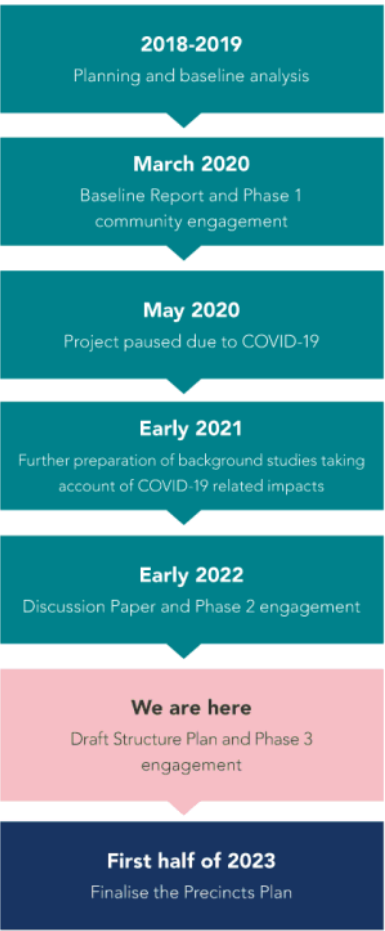 2018-2019
Planning and baseline analysis
March 2020
Baseline Report and Phase 1
community engagement
May 2020
Project paused due to COVID-19
Early 2021
Further preparation of background studies taking
account of COVID-19 related impacts
Early 2022
Discussion Paper and Phase 2 engagement
We are here
Draft Structure Plan and Phase 3
engagement
First half of 2023
Finalise the Precincts Plan